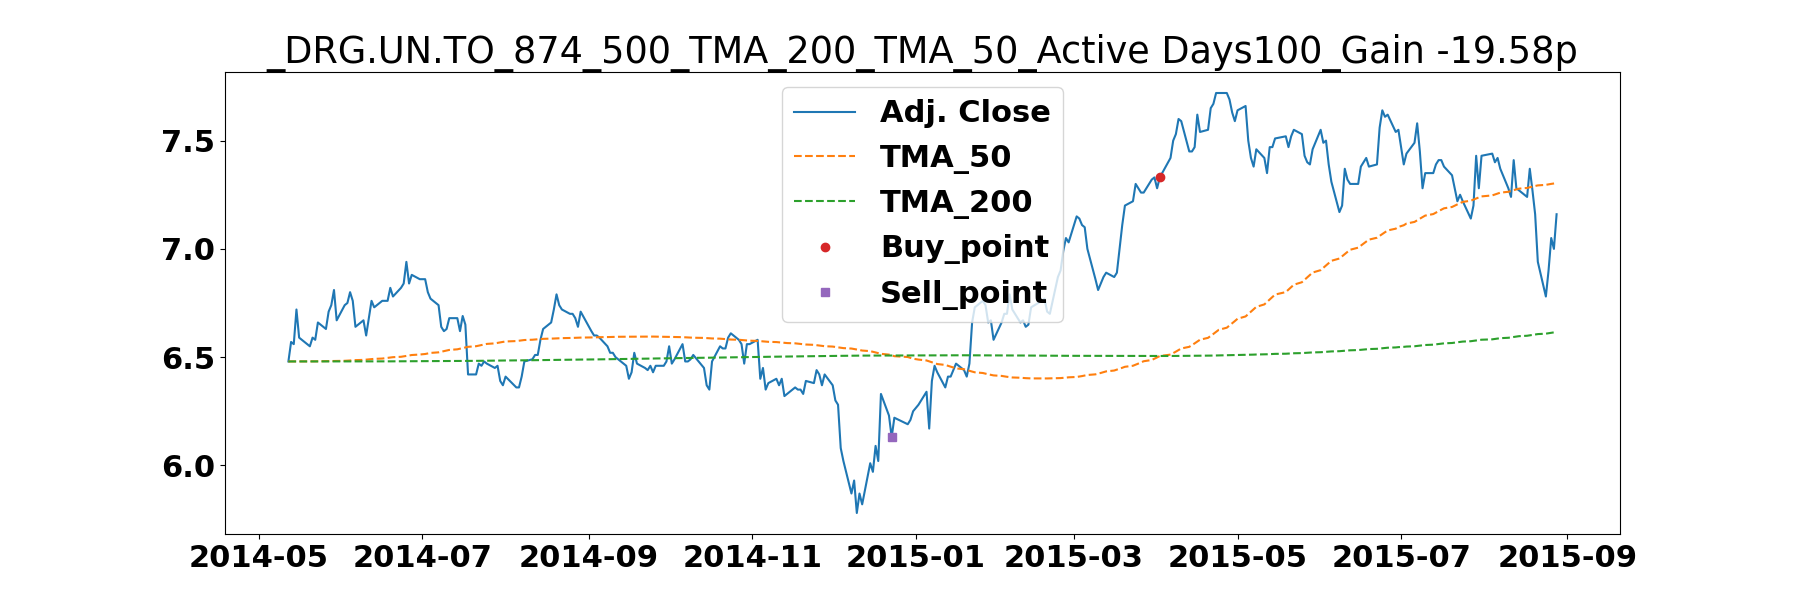 _DRG.UN.TO_874_500_TMA_200_TMA_50_Active Days100_Gain -19.58p
Adj. Close
TMA_50
TMA_200
Buy_point
Sell_point
7.5
7.0
6.5
6.0
2014-05 2014-07 2014-09 2014-11 2015-01 2015-03 2015-05 2015-07 2015-09